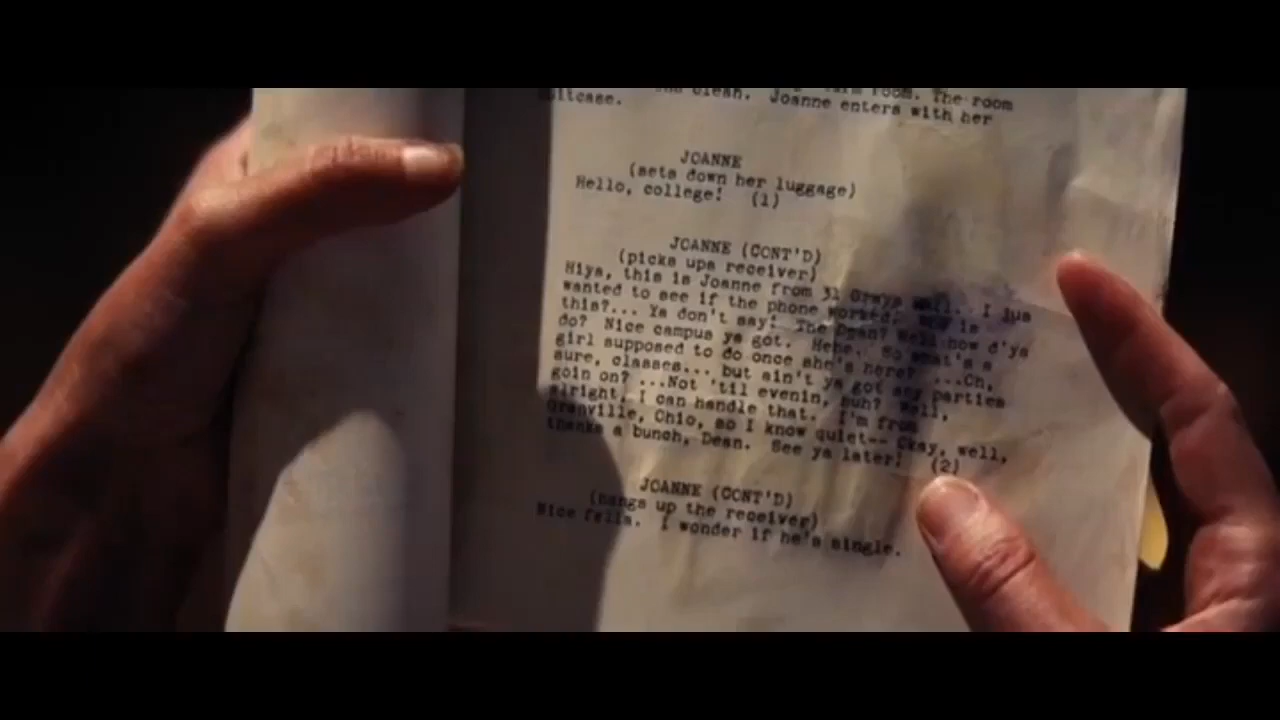 room. The room
clean. Joanne enters with her
suitcase.
JOANNE
(sets down her luggage)
Hello, college! (1)
JOANNE (CONT'D)
(picks ups receiver)
Hiya, this is Joanne from 31 Grays Hall. I jus
wanted to see if the phone worked. Who is
this?... Ya don't say! The Dean? Well how d'ya
do? Nice campus ya got. Hehe. So what's a
girl supposed to do once she's here? ...Oh,
sure, classes... but ain't ya got any parties
goin on? ...Not 'til evenin, huh? Well,
alright, I can handle that. I'm from
Granville, Ohio, so I know quiet-- Okay, well,
thanks a bunch, Dean. See ya later! (2)
JOANNE (CONT'D)
(hangs up the receiver)
Nice fella. I wonder if he's single.